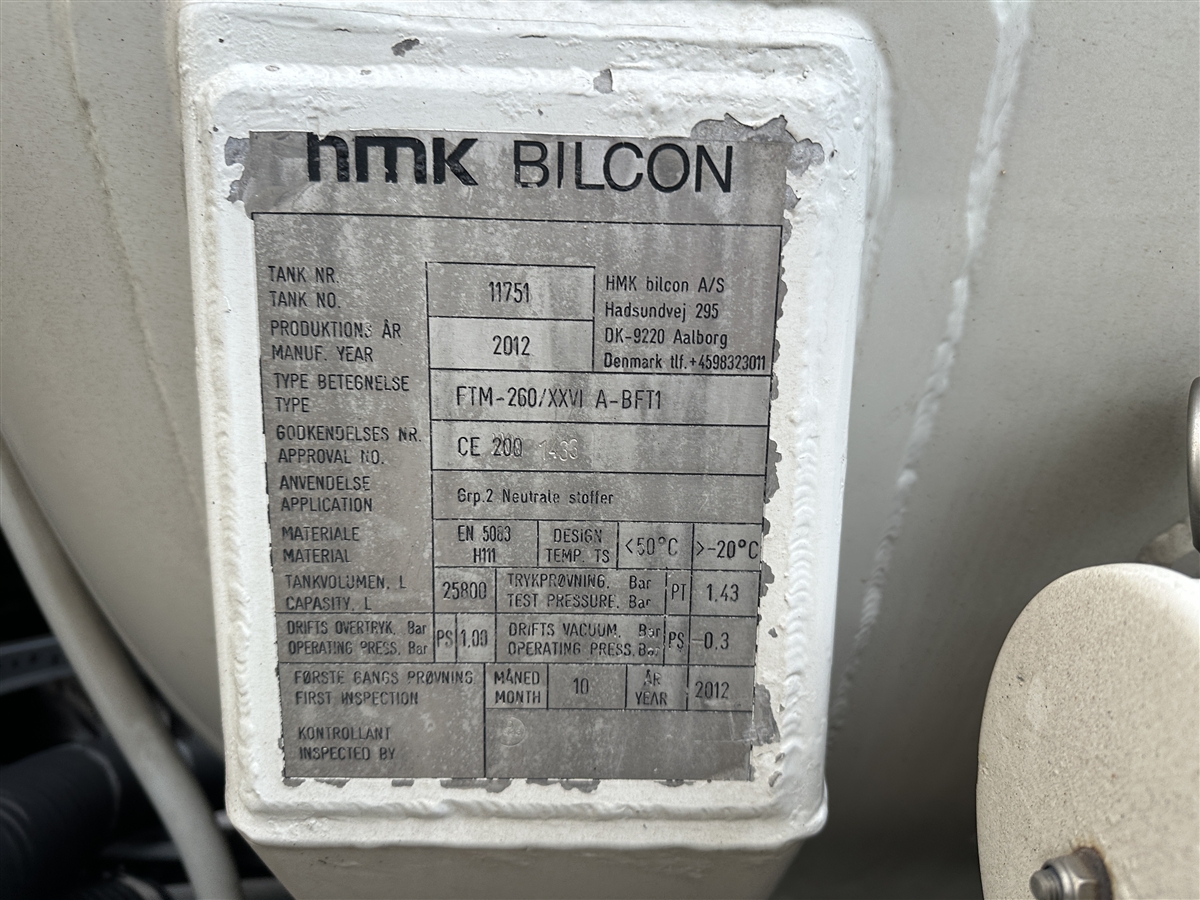 hmk BILCON
TANK NR.
TANK NO.
11751
HMK bilcon A/S
Hadsundvej 295
DK-9220 Aalborg
Denmark tlf.+4598323011
PRODUKTIONS ÅR
MANUF. YEAR
2012
TYPE BETEGNELSE
TYPE
FTM-260/XXVI A-BFT1
GODKENDELSES NR.
APPROVAL NO.
CE 200 1433
ANVENDELSE
APPLICATION
Grp.2 Neutrale stoffer
MATERIALE
MATERIAL
EN 5083
H111
DESIGN
TEMP. TS
<50°C
>-20°C
TANKVOLUMEN, L
CAPASITY, L
25800
TRYKPRØVNING, Bar
TEST PRESSURE, Bar
PT
1.43
DRIFTS OVERTRYK, Bar
OPERATING PRESS, Bar
PS
1,00
DRIFTS VACUUM, Bar
OPERATING PRESS, Bar
PS
-0.3
FØRSTE GANGS PRØVNING
FIRST INSPECTION
MÅNED
MONTH
10
ÅR
YEAR
2012
KONTROLLANT
INSPECTED BY